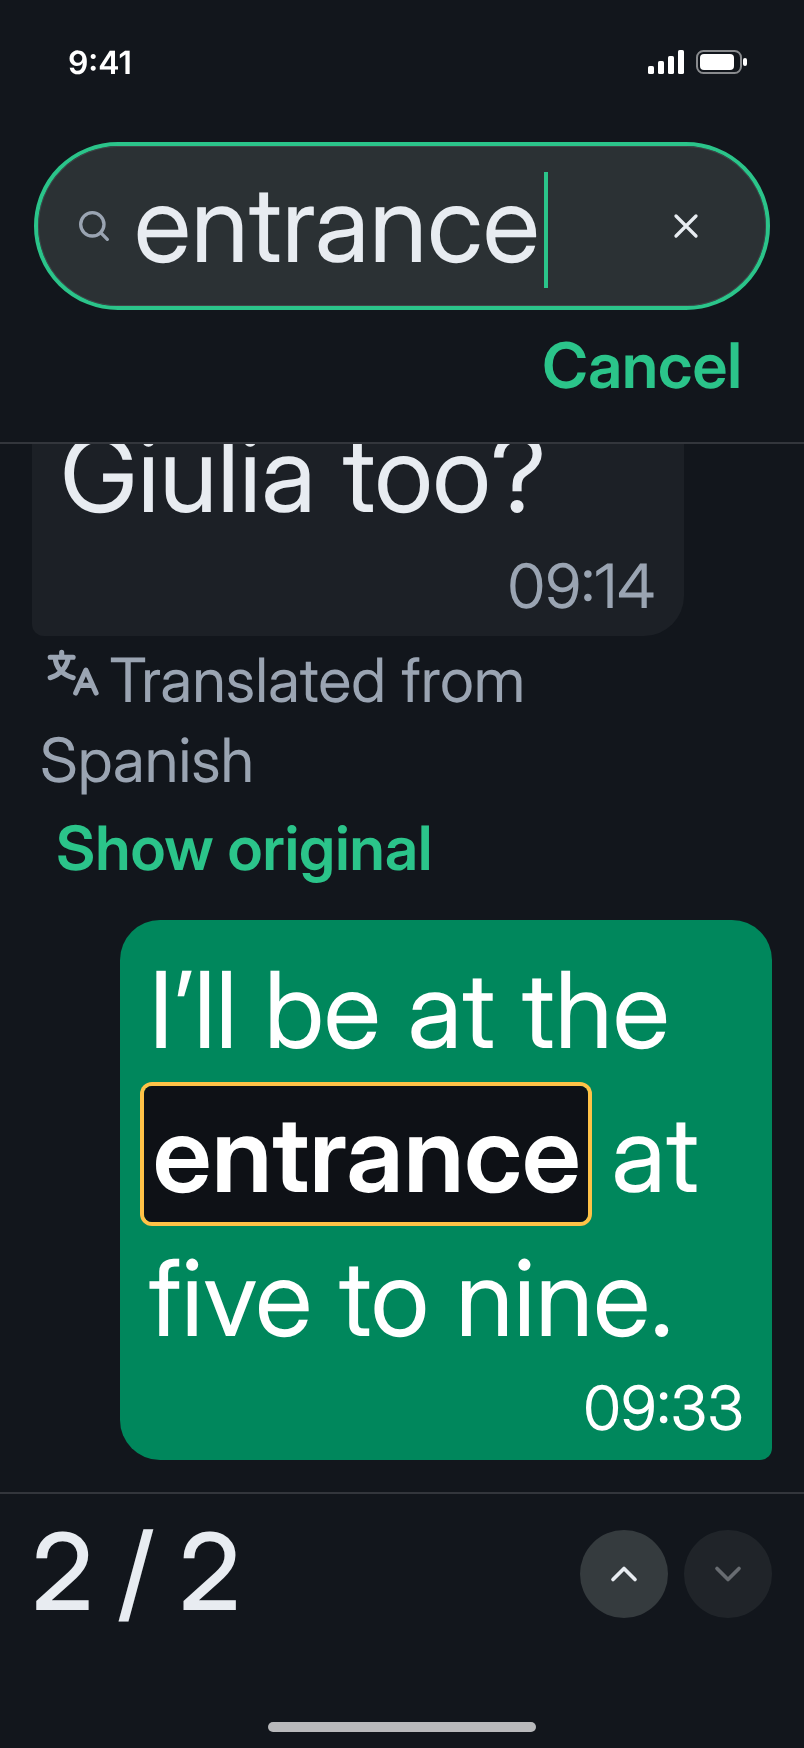 9:41
entrance
Cancel
Giulia too?
09:14
Translated from
Spanish
Show original
I’ll be at the
entrance at
five to nine.
09:33
2 / 2